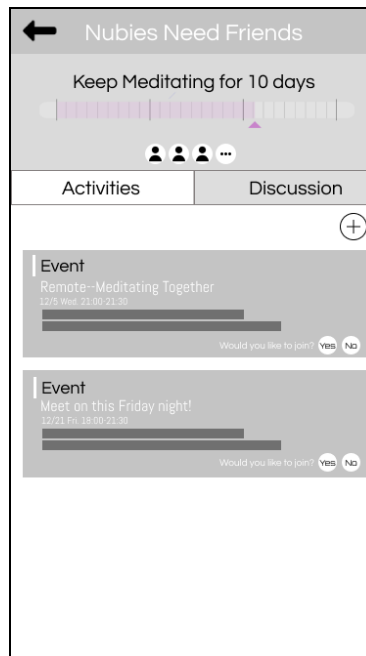 Nubies Need Friends
Keep Meditating for 10 days
Activities
Discussion
Event
Remote--Meditating Together
12/5 Wed. 21:00-21:30
Would you like to join? Yes No
Event
Meet on this Friday night!
12/21 Fri. 19:00-21:30
Would you like to join? Yes No